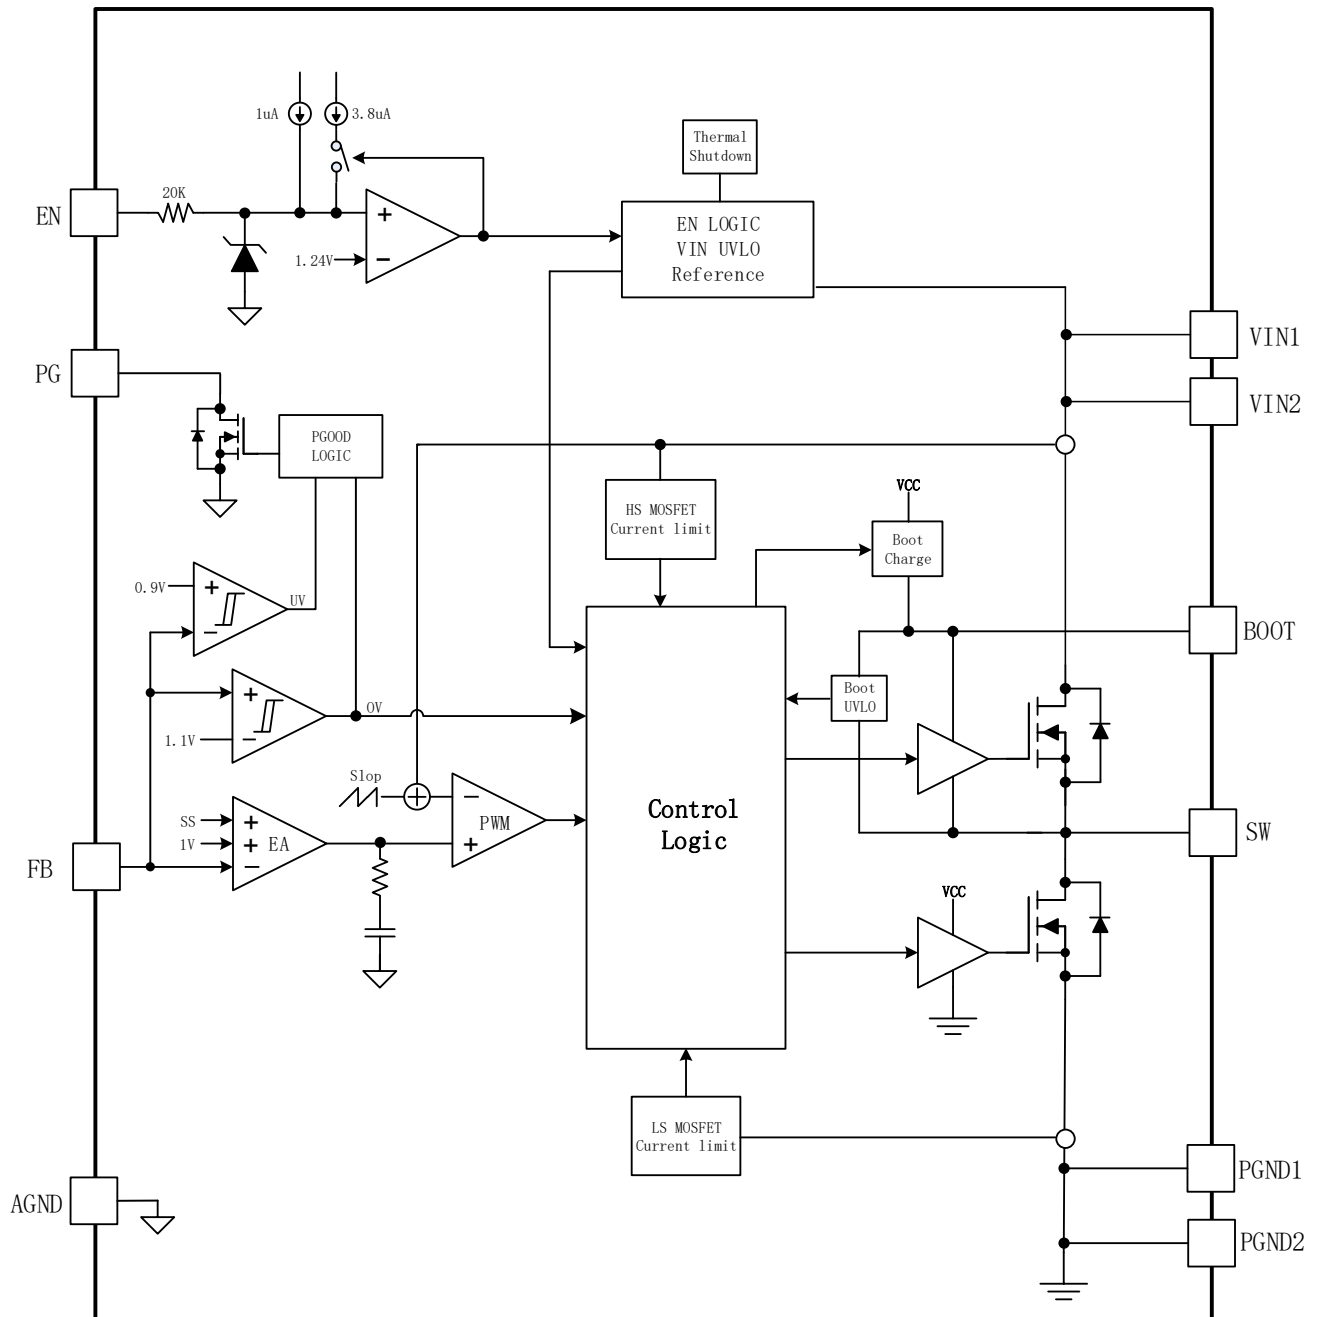 1uA
3.8uA
Thermal
Shutdown
20K
EN
EN LOGIC
VIN UVLO
Reference
1.24V
VIN1
PG
VIN2
PGOOD
LOGIC
VCC
HS MOSFET
Current limit
Boot
Charge
0.9V
UV
BOOT
Boot
UVLO
OV
1.1V
Slop
Control
Logic
SS
1V
EA
PWM
SW
FB
VCC
LS MOSFET
Current limit
PGND1
AGND
PGND2